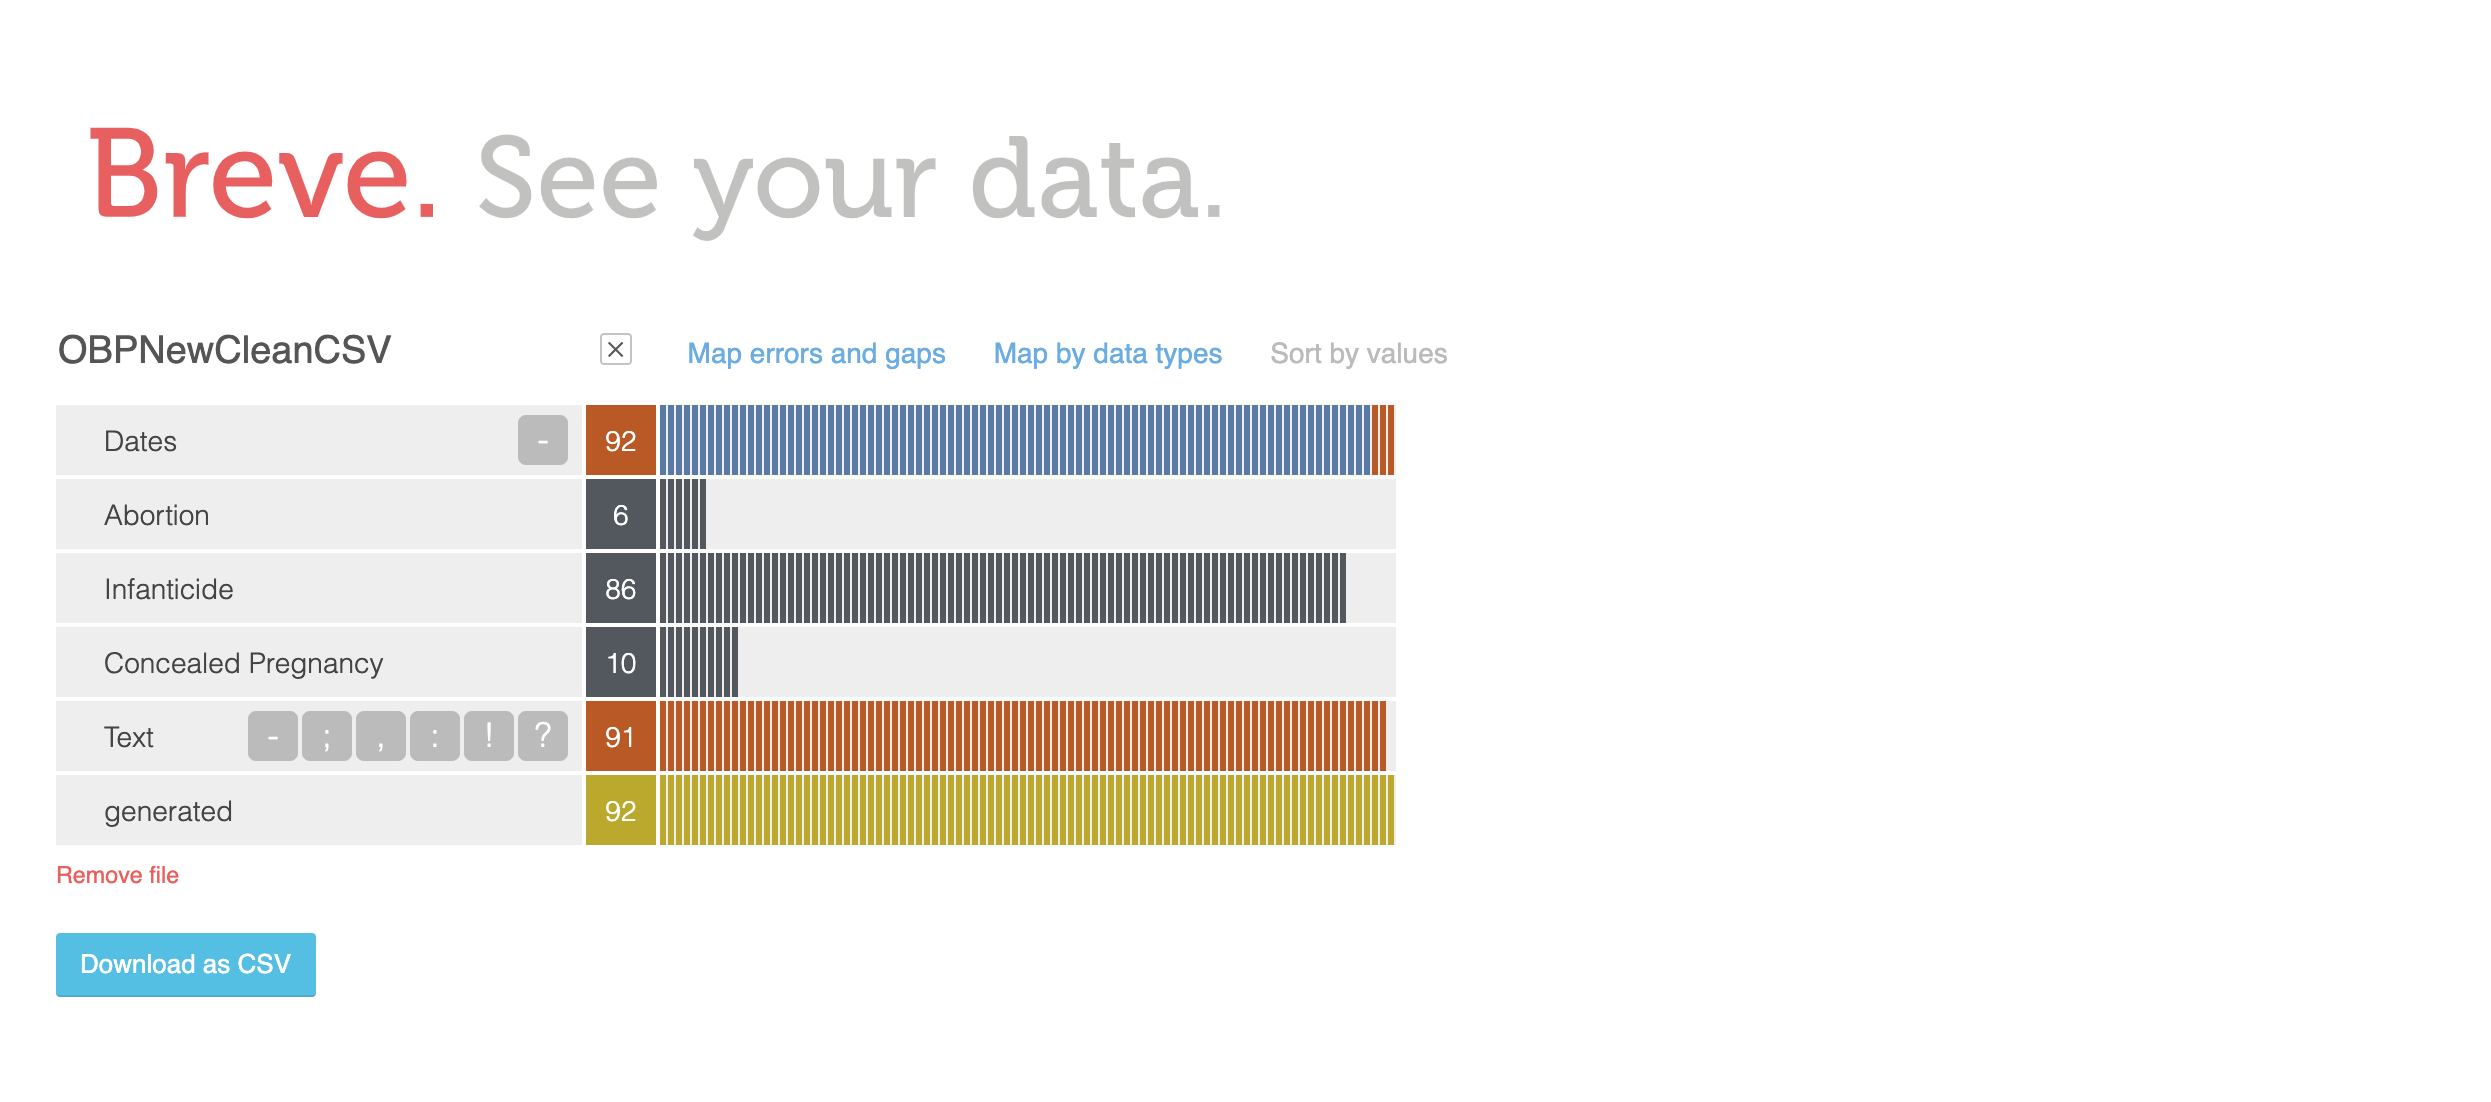 Breve. See your data.
OBPNewCleanCSV Map errors and gaps Map by data types Sort by values
Dates - 92
Abortion 6
Infanticide 86
Concealed Pregnancy 10
Text - ; , : ! ? 91
generated 92
Remove file
Download as CSV